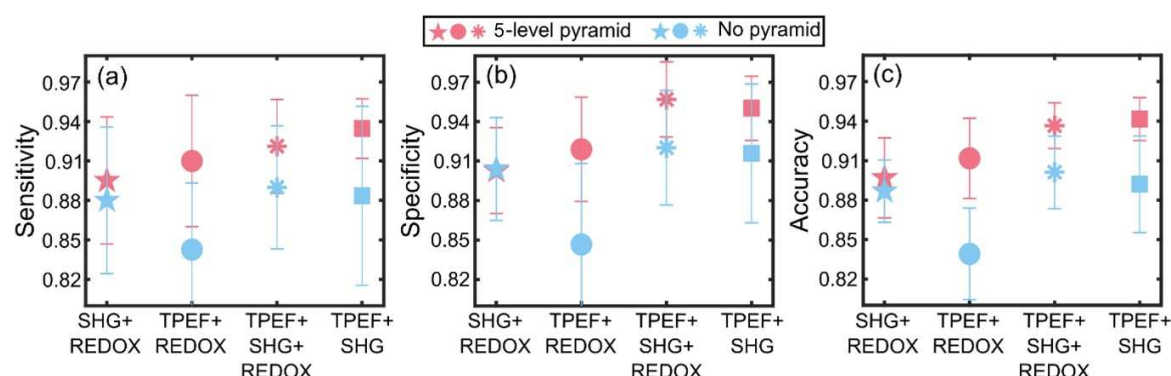 5-level pyramid No pyramid
(a)
0.97
0.94
0.91
0.88
0.85
0.82
Sensitivity
SHG+ REDOX
TPEF+ REDOX
TPEF+ SHG+ REDOX
TPEF+ SHG
(b)
0.97
0.94
0.91
0.88
0.85
0.82
Specificity
SHG+ REDOX
TPEF+ REDOX
TPEF+ SHG+ REDOX
TPEF+ SHG
(c)
0.97
0.94
0.91
0.88
0.85
0.82
Accuracy
SHG+ REDOX
TPEF+ REDOX
TPEF+ SHG+ REDOX
TPEF+ SHG